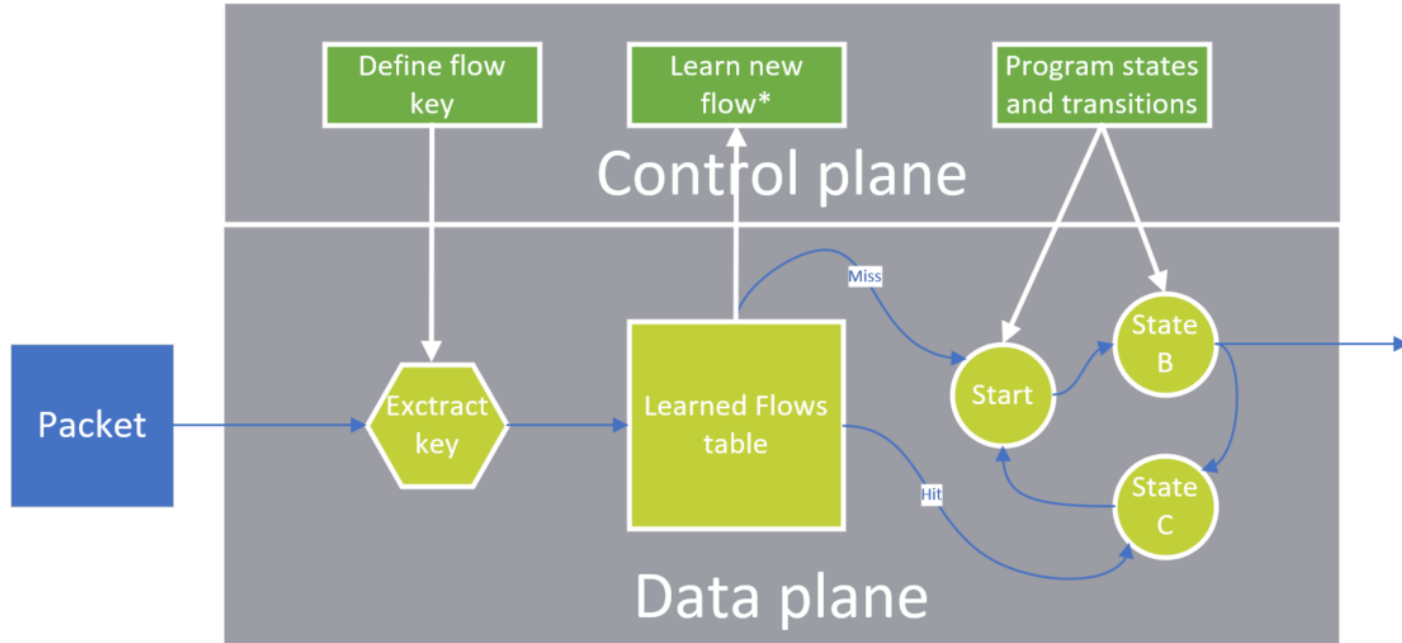 Define flow
key
Learn new
flow*
Program states
and transitions
Control plane
Miss
State
B
Packet
Exctract
key
Learned Flows
table
Start
Hit
State
C
Data plane